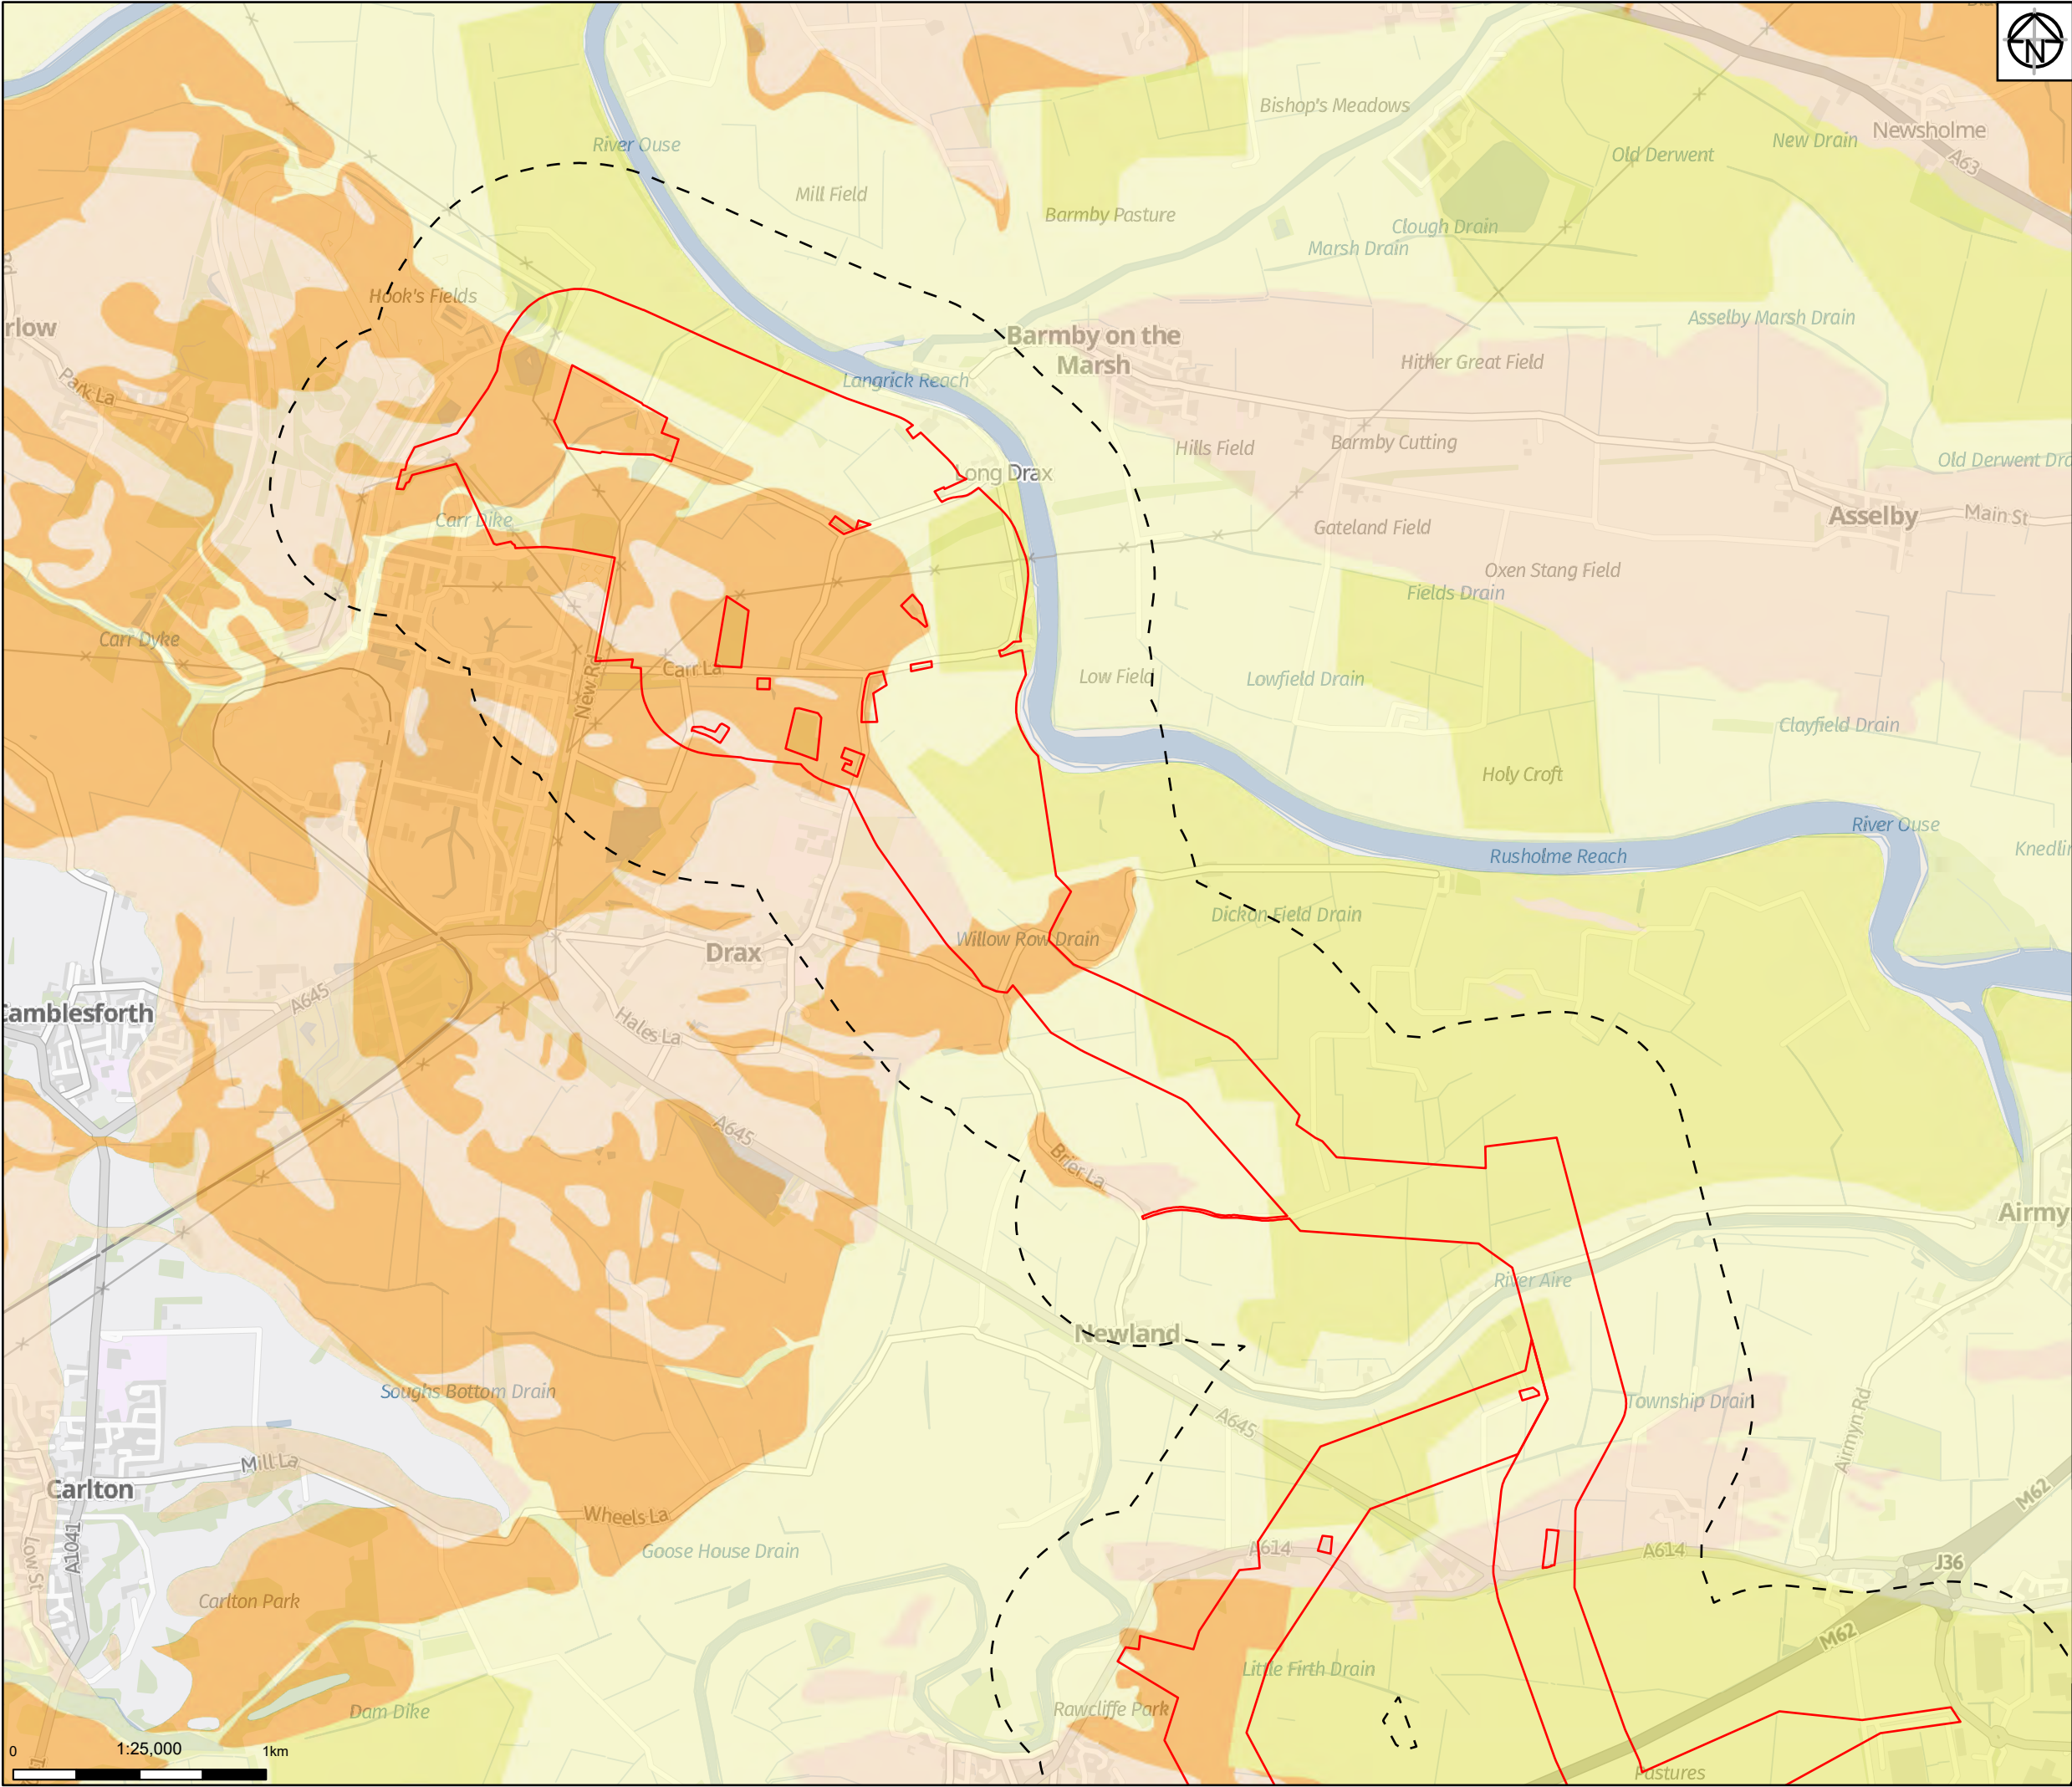 N
River Ouse
Bishop's Meadows
Newsholme
A63
New Drain
Old Derwent
Mill Field
Barmby Pasture
Clough Drain
Marsh Drain
Hook's Fields
rlow
Park La
Barmby on the
Marsh
Asselby Marsh Drain
Hither Great Field
Langrick Reach
Hills Field
Barmby Cutting
Old Derwent Dra
Long Drax
Carr Dike
Gateland Field
Asselby
Main St
Oxen Stang Field
Fields Drain
Carr Dyke
New Rd
Carr La
Low Field
Lowfield Drain
Clayfield Drain
Holy Croft
River Ouse
Knedlin
Rusholme Reach
Dickon Field Drain
Drax
Willow Row Drain
A645
Camblesforth
Hales La
A645
Brier La
Airmy
River Aire
Newland
Soughs Bottom Drain
Township Drain
A645
Airmyn Rd
Mill La
Carlton
Wheels La
M62
A1041
Low St
Goose House Drain
A614
A614
J36
Carlton Park
M62
Little Firth Drain
Dam Dike
Rawcliffe Park
Pastures
0
1:25,000
1km